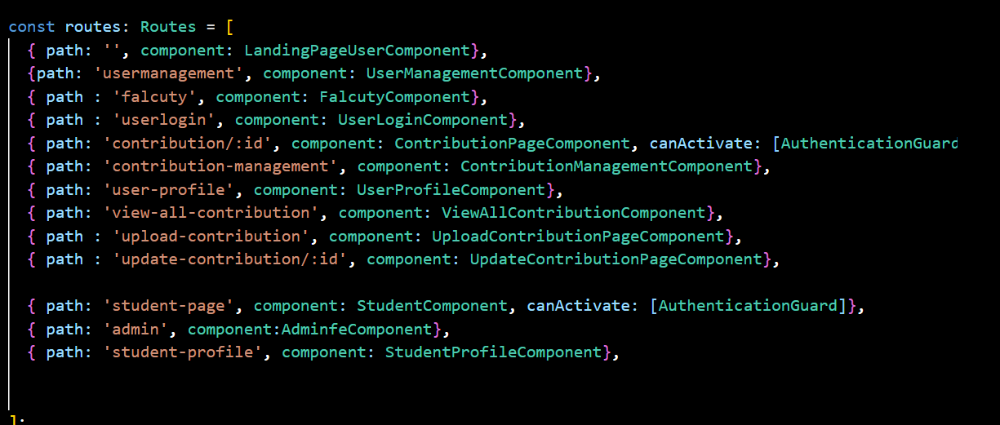 const routes: Routes = [
{ path: '', component: LandingPageUserComponent},
{path: 'usermanagement', component: UserManagementComponent},
{ path : 'falcuty', component: FalcutyComponent},
{ path : 'userlogin', component: UserLoginComponent},
{ path: 'contribution/:id', component: ContributionPageComponent, canActivate: [AuthenticationGuard
{ path: 'contribution-management', component: ContributionManagementComponent},
{ path: 'user-profile', component: UserProfileComponent},
{ path: 'view-all-contribution', component: ViewAllContributionComponent},
{ path : 'upload-contribution', component: UploadContributionPageComponent},
{ path : 'update-contribution/:id', component: UpdateContributionPageComponent},
{ path: 'student-page', component: StudentComponent, canActivate: [AuthenticationGuard]},
{ path: 'admin', component:AdminfeComponent},
{ path: 'student-profile', component: StudentProfileComponent},
];